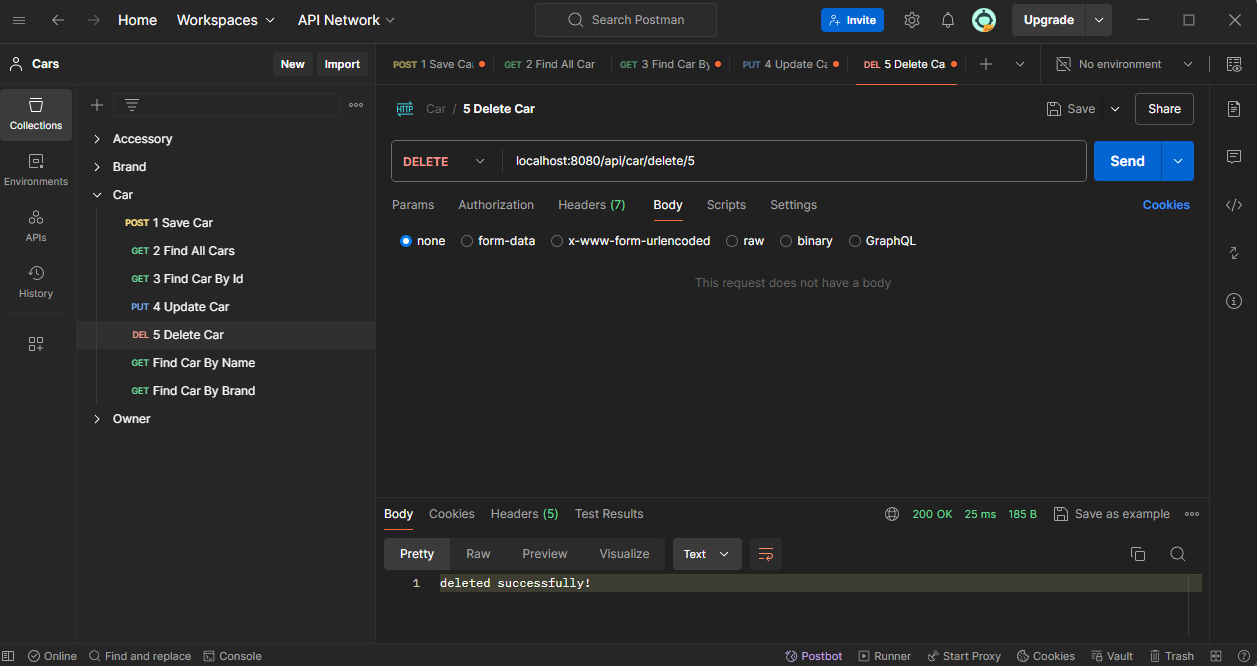 Home Workspaces API Network Search Postman Invite Upgrade
Cars New Import POST 1 Save Ca GET 2 Find All Car GET 3 Find Car By PUT 4 Update Ca DEL 5 Delete Ca No environment
Collections
Environments
APIs
History
Accessory
Brand
Car
POST 1 Save Car
GET 2 Find All Cars
GET 3 Find Car By Id
PUT 4 Update Car
DEL 5 Delete Car
GET Find Car By Name
GET Find Car By Brand
Owner
HTTP Car / 5 Delete Car Save Share
DELETE localhost:8080/api/car/delete/5 Send
Params Authorization Headers (7) Body Scripts Settings Cookies
none form-data x-www-form-urlencoded raw binary GraphQL
This request does not have a body
Body Cookies Headers (5) Test Results 200 OK 25 ms 185 B Save as example
Pretty Raw Preview Visualize Text
1 deleted successfully!
Online Find and replace Console Postbot Runner Start Proxy Cookies Vault Trash